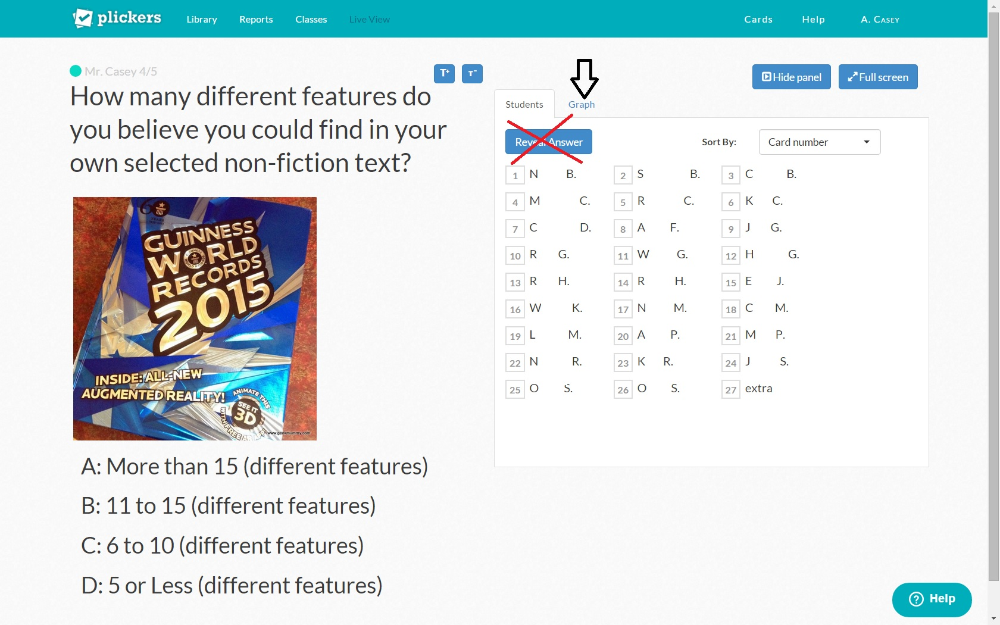 plickers
Library Reports Classes Live View Cards Help A. Casey
Mr. Casey 4/5
T+ T-
Hide panel Full screen
How many different features do
you believe you could find in your
own selected non-fiction text?
60
YEARS
GUINNESS
WORLD
RECORDS
2015
INSIDE: ALL-NEW
AUGMENTED REALITY!
ANIMATE THIS
SEE IT
3D
WITH FREE AR APP
www.geekmummy.com
A: More than 15 (different features)
B: 11 to 15 (different features)
C: 6 to 10 (different features)
D: 5 or Less (different features)
Students Graph
Reveal Answer Sort By: Card number
1 N B. 2 S B. 3 C B.
4 M C. 5 R C. 6 K C.
7 C D. 8 A F. 9 J G.
10 R G. 11 W G. 12 H G.
13 R H. 14 R H. 15 E J.
16 W K. 17 N M. 18 C M.
19 L M. 20 A P. 21 M P.
22 N R. 23 K R. 24 J S.
25 O S. 26 O S. 27 extra
Help